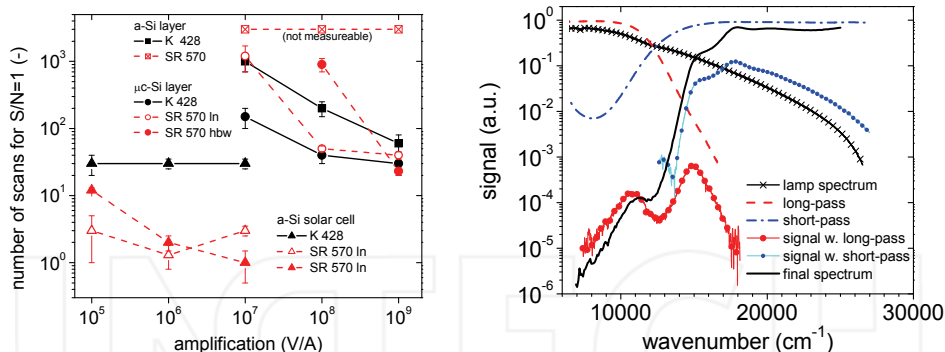 a-Si layer
K 428
SR 570
μc-Si layer
K 428
SR 570 ln
SR 570 hbw
(not measureable)
a-Si solar cell
K 428
SR 570 ln
SR 570 ln
number of scans for S/N=1 (-)
10^3
10^2
10^1
10^0
10^5
10^6
10^7
10^8
10^9
amplification (V/A)
signal (a.u.)
10^0
10^-1
10^-2
10^-3
10^-4
10^-5
10^-6
lamp spectrum
long-pass
short-pass
signal w. long-pass
signal w. short-pass
final spectrum
10000
20000
30000
wavenumber (cm^-1)